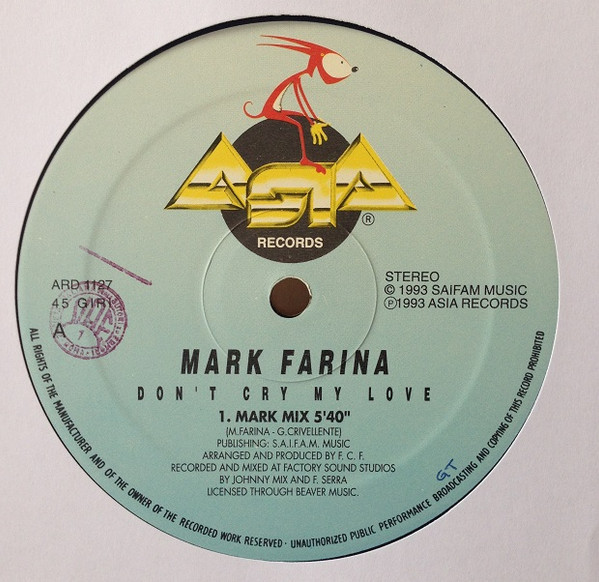 ASIA
®
RECORDS
ARD 1127
45 GIRI
A
STEREO
© 1993 SAIFAM MUSIC
℗1993 ASIA RECORDS
MARK FARINA
DON'T CRY MY LOVE
1. MARK MIX 5'40"
(M.FARINA - G.CRIVELLENTE)
PUBLISHING: S.A.I.F.A.M. MUSIC
ARRANGED AND PRODUCED BY F. C. F.
RECORDED AND MIXED AT FACTORY SOUND STUDIOS
BY JOHNNY MIX AND F. SERRA
LICENSED THROUGH BEAVER MUSIC.
GT
ALL RIGHTS OF THE MANUFACTURER AND OF THE OWNER OF THE RECORDED WORK RESERVED · UNAUTHORIZED PUBLIC PERFORMANCE BROADCASTING AND COPYING OF THIS RECORD PROHIBITED